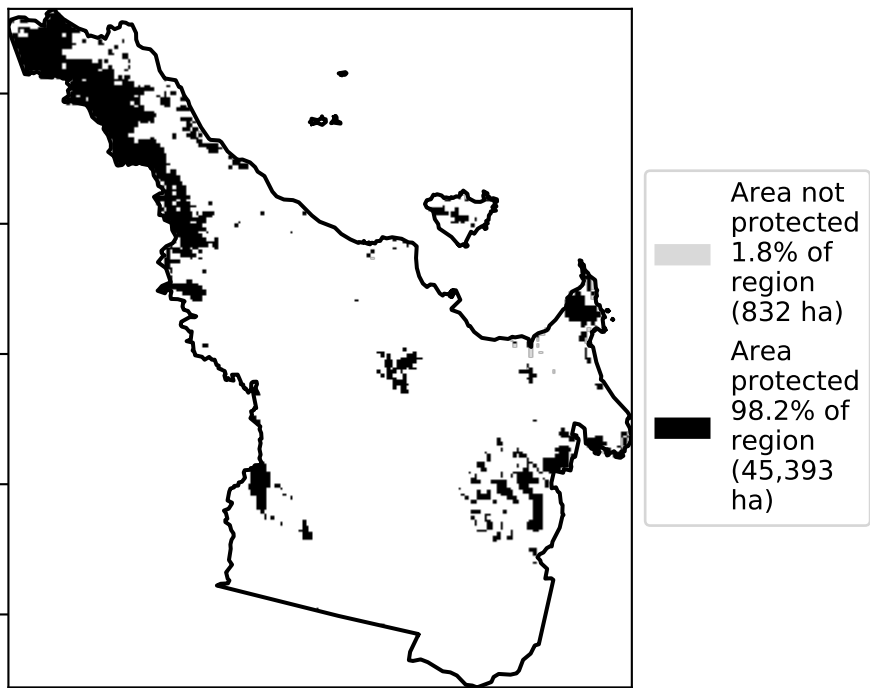 Area not
protected
1.8% of
region
(832 ha)
Area
protected
98.2% of
region
(45,393
ha)